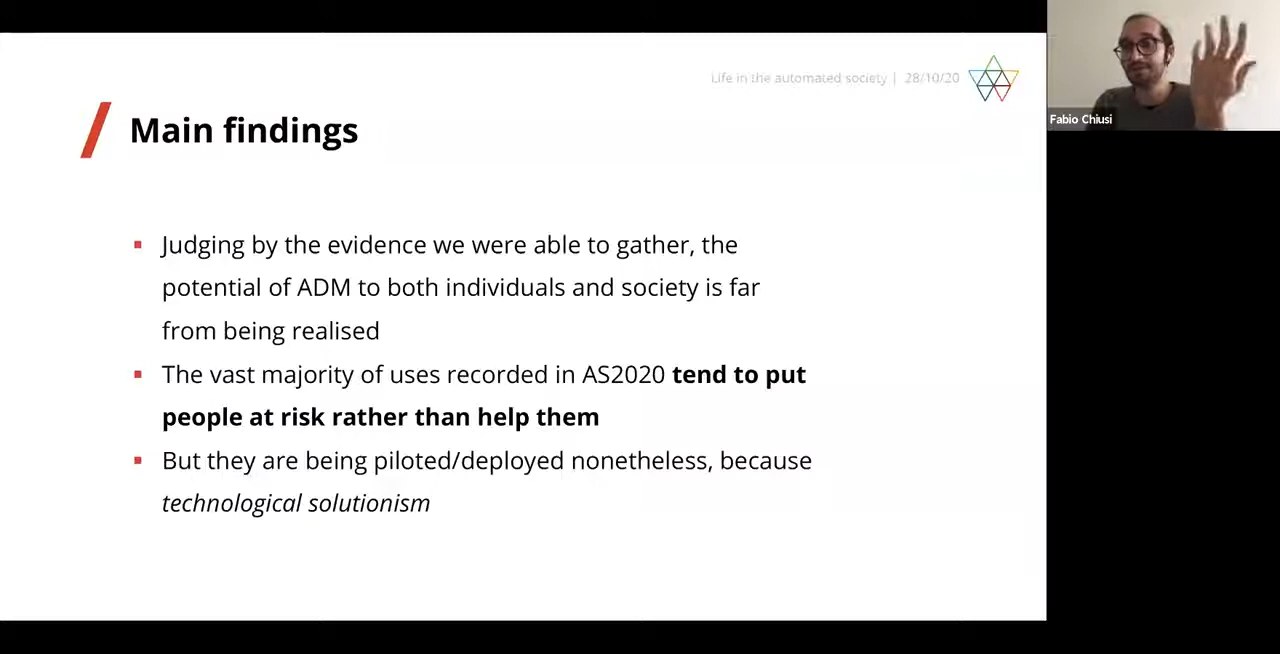 Life in the automated society | 28/10/20
Fabio Chiusi
Main findings
Judging by the evidence we were able to gather, the
potential of ADM to both individuals and society is far
from being realised
The vast majority of uses recorded in AS2020 tend to put
people at risk rather than help them
But they are being piloted/deployed nonetheless, because
technological solutionism